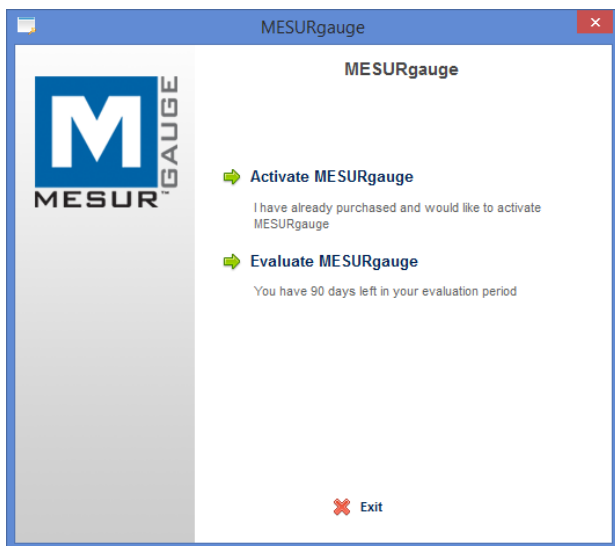 MESURgauge
MESURgauge
M
GAUGE
MESUR™
Activate MESURgauge
I have already purchased and would like to activate
MESURgauge
Evaluate MESURgauge
You have 90 days left in your evaluation period
Exit